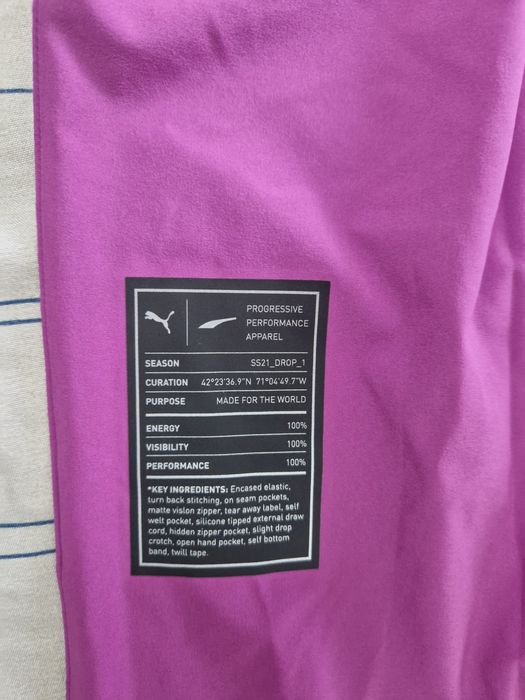 PROGRESSIVE
PERFORMANCE
APPAREL
SEASON SS21_DROP_1
CURATION 42°23'36.9"N 71°04'49.7"W
PURPOSE MADE FOR THE WORLD
ENERGY 100%
VISIBILITY 100%
PERFORMANCE 100%
*KEY INGREDIENTS: Encased elastic,
turn back stitching, on seam pockets,
matte vislon zipper, tear away label, self
welt pocket, silicone tipped external draw
cord, hidden zipper pocket, slight drop
crotch, open hand pocket, self bottom
band, twill tape.